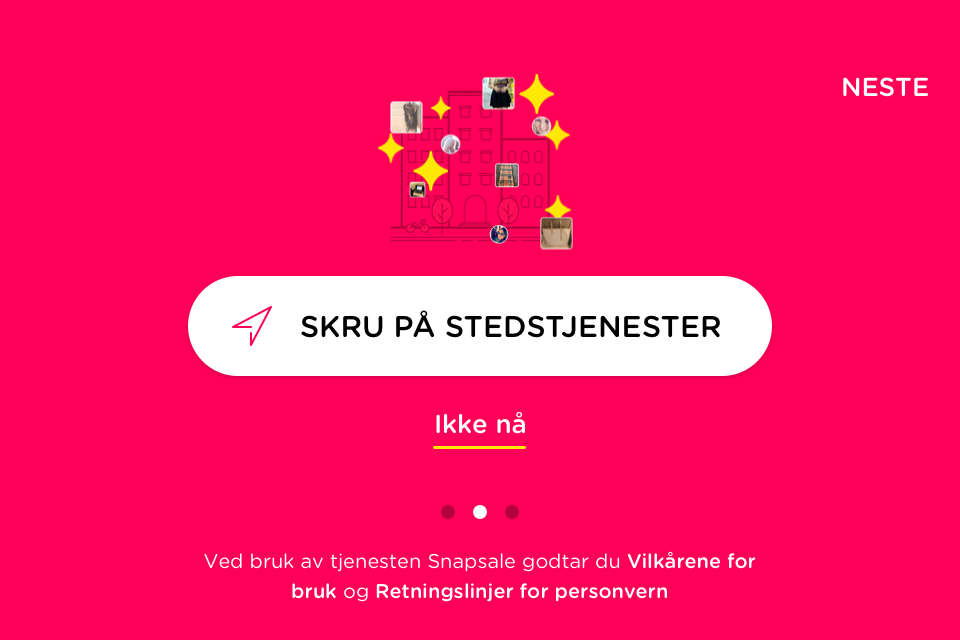 NESTE
SKRU PÅ STEDSTJENESTER
Ikke nå
Ved bruk av tjenesten Snapsale godtar du Vilkårene for
bruk og Retningslinjer for personvern